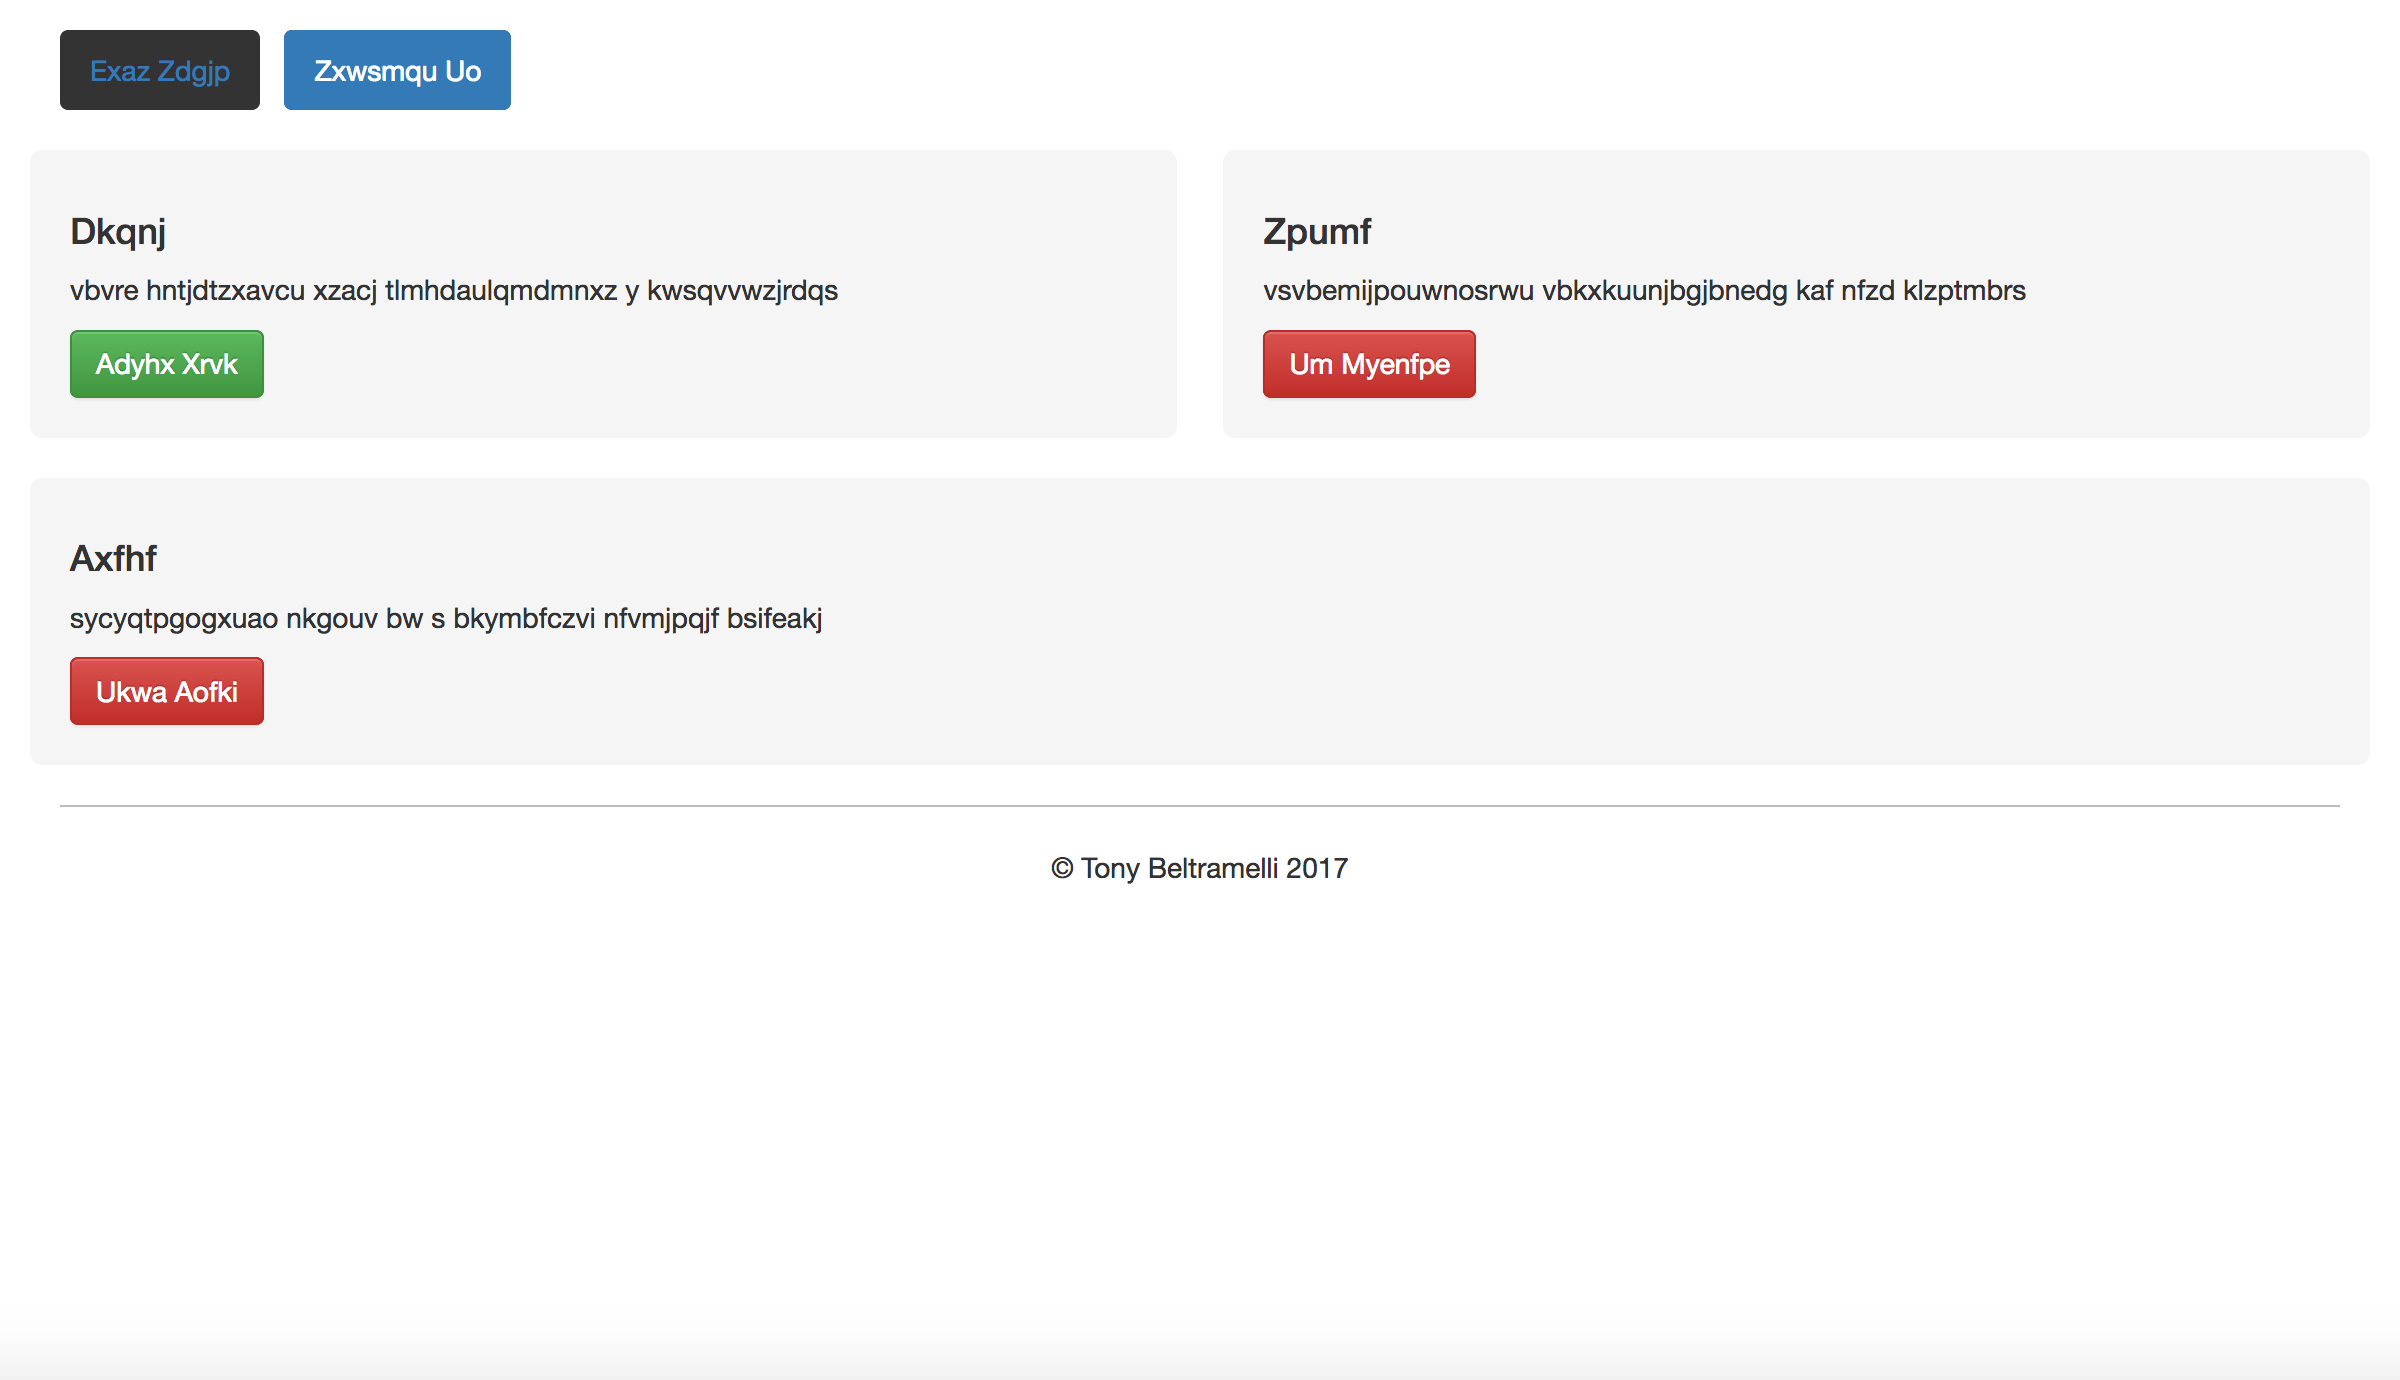 Exaz Zdgjp Zxwsmqu Uo
Dkqnj
vbvre hntjdtzxavcu xzacj tlmhdaulqmdmnxz y kwsqvvwzjrdqs
Adyhx Xrvk
Zpumf
vsvbemijpouwnosrwu vbkxkuunjbgjbnedg kaf nfzd klzptmbrs
Um Myenfpe
Axfhf
sycyqtpgogxuao nkgouv bw s bkymbfczvi nfvmjpqjf bsifeakj
Ukwa Aofki
© Tony Beltramelli 2017